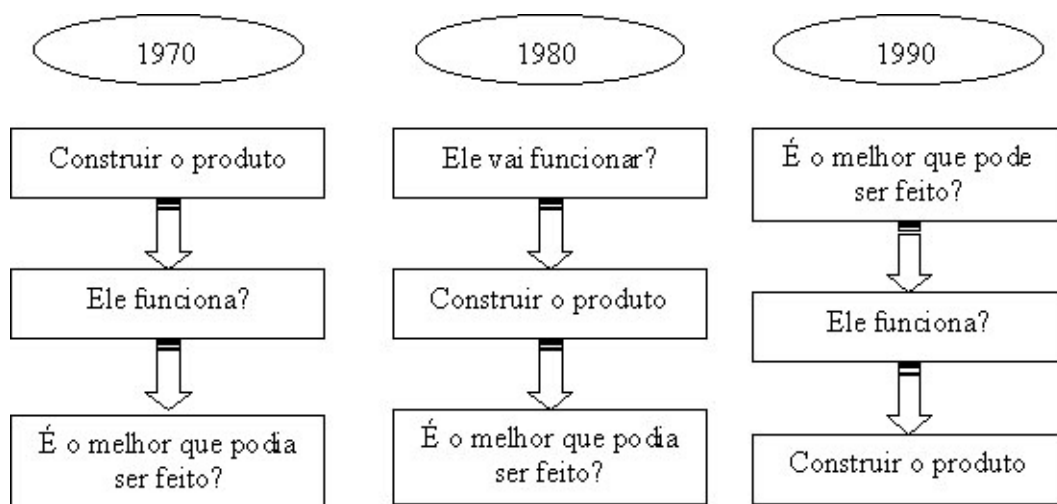 1970
Construir o produto
Ele funciona?
É o melhor que podia
ser feito?
1980
Ele vai funcionar?
Construir o produto
É o melhor que podia
ser feito?
1990
É o melhor que pode
ser feito?
Ele funciona?
Construir o produto